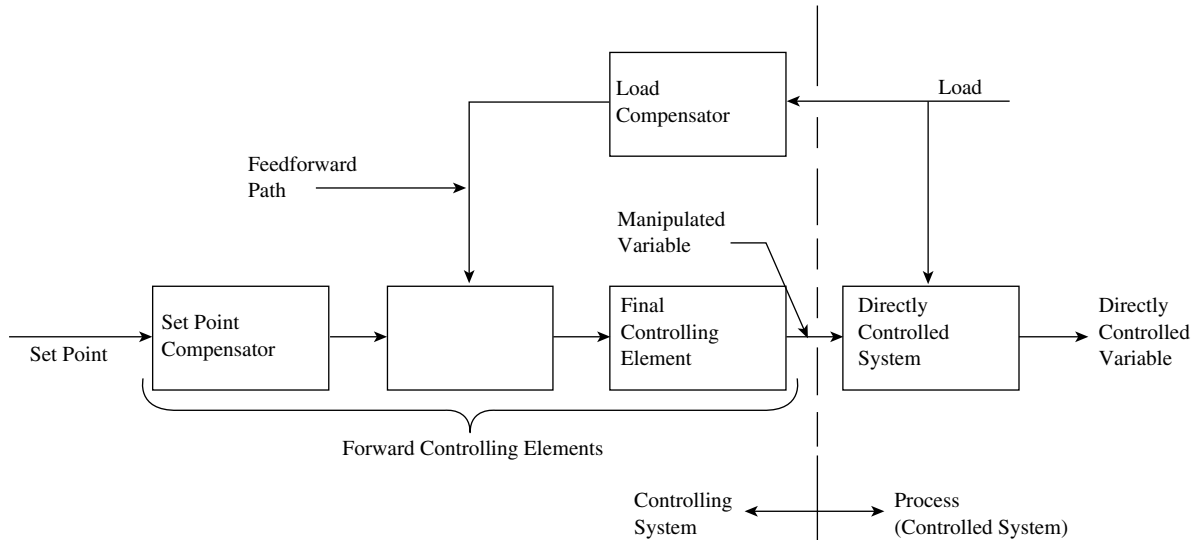 Load
Compensator
Load
Feedforward
Path
Manipulated
Variable
Set Point
Set Point
Compensator
Final
Controlling
Element
Directly
Controlled
System
Directly
Controlled
Variable
Forward Controlling Elements
Controlling
System
Process
(Controlled System)